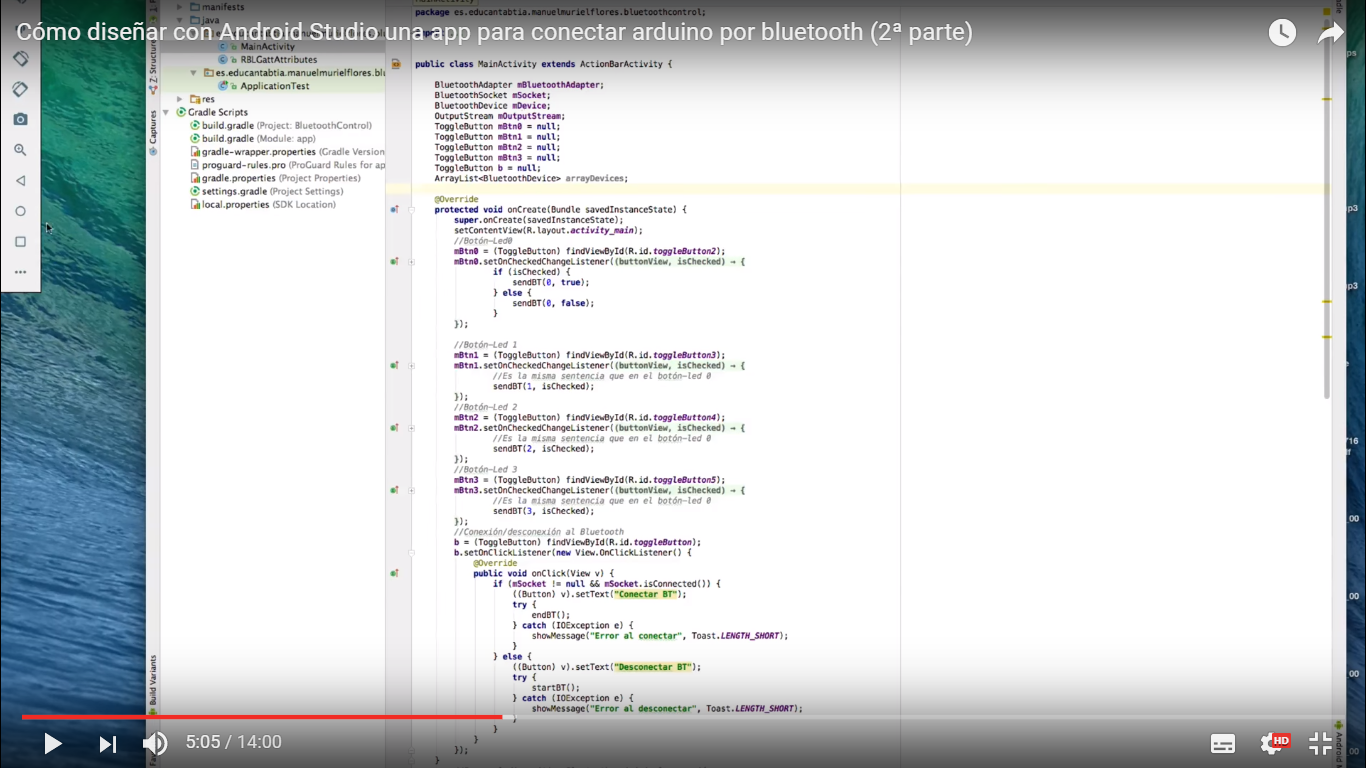 Cómo diseñar con Android Studio una app para conectar arduino por bluetooth (2ª parte)
manifests
java
MainActivity
RBLGattAttributes
es.educantabtia.manuelmurielflores.blu
ApplicationTest
res
Gradle Scripts
build.gradle (Project: BluetoothControl)
build.gradle (Module: app)
gradle-wrapper.properties (Gradle Version
proguard-rules.pro (ProGuard Rules for ap
gradle.properties (Project Properties)
settings.gradle (Project Settings)
local.properties (SDK Location)
Z: Structure
Captures
Build Variants
package es.educantabtia.manuelmurielflores.bluetoothcontrol;
public class MainActivity extends ActionBarActivity {
BluetoothAdapter mBluetoothAdapter;
BluetoothSocket mSocket;
BluetoothDevice mDevice;
OutputStream mOutputStream;
ToggleButton mBtn0 = null;
ToggleButton mBtn1 = null;
ToggleButton mBtn2 = null;
ToggleButton mBtn3 = null;
ToggleButton b = null;
ArrayList<BluetoothDevice> arrayDevices;
@Override
protected void onCreate(Bundle savedInstanceState) {
super.onCreate(savedInstanceState);
setContentView(R.layout.activity_main);
//Botón-Led0
mBtn0 = (ToggleButton) findViewById(R.id.toggleButton2);
mBtn0.setOnCheckedChangeListener((buttonView, isChecked) → {
if (isChecked) {
sendBT(0, true);
} else {
sendBT(0, false);
}
});
//Botón-Led 1
mBtn1 = (ToggleButton) findViewById(R.id.toggleButton3);
mBtn1.setOnCheckedChangeListener((buttonView, isChecked) → {
//Es la misma sentencia que en el botón-led 0
sendBT(1, isChecked);
});
//Botón-Led 2
mBtn2 = (ToggleButton) findViewById(R.id.toggleButton4);
mBtn2.setOnCheckedChangeListener((buttonView, isChecked) → {
//Es la misma sentencia que en el botón-led 0
sendBT(2, isChecked);
});
//Botón-Led 3
mBtn3 = (ToggleButton) findViewById(R.id.toggleButton5);
mBtn3.setOnCheckedChangeListener((buttonView, isChecked) → {
//Es la misma sentencia que en el botón-led 0
sendBT(3, isChecked);
});
//Conexión/desconexión al Bluetooth
b = (ToggleButton) findViewById(R.id.toggleButton);
b.setOnClickListener(new View.OnClickListener() {
@Override
public void onClick(View v) {
if (mSocket != null && mSocket.isConnected()) {
((Button) v).setText("Conectar BT");
try {
endBT();
} catch (IOException e) {
showMessage("Error al conectar", Toast.LENGTH_SHORT);
}
} else {
((Button) v).setText("Desconectar BT");
try {
startBT();
} catch (IOException e) {
showMessage("Error al desconectar", Toast.LENGTH_SHORT);
}
}
}
});
}
5:05 / 14:00
HD